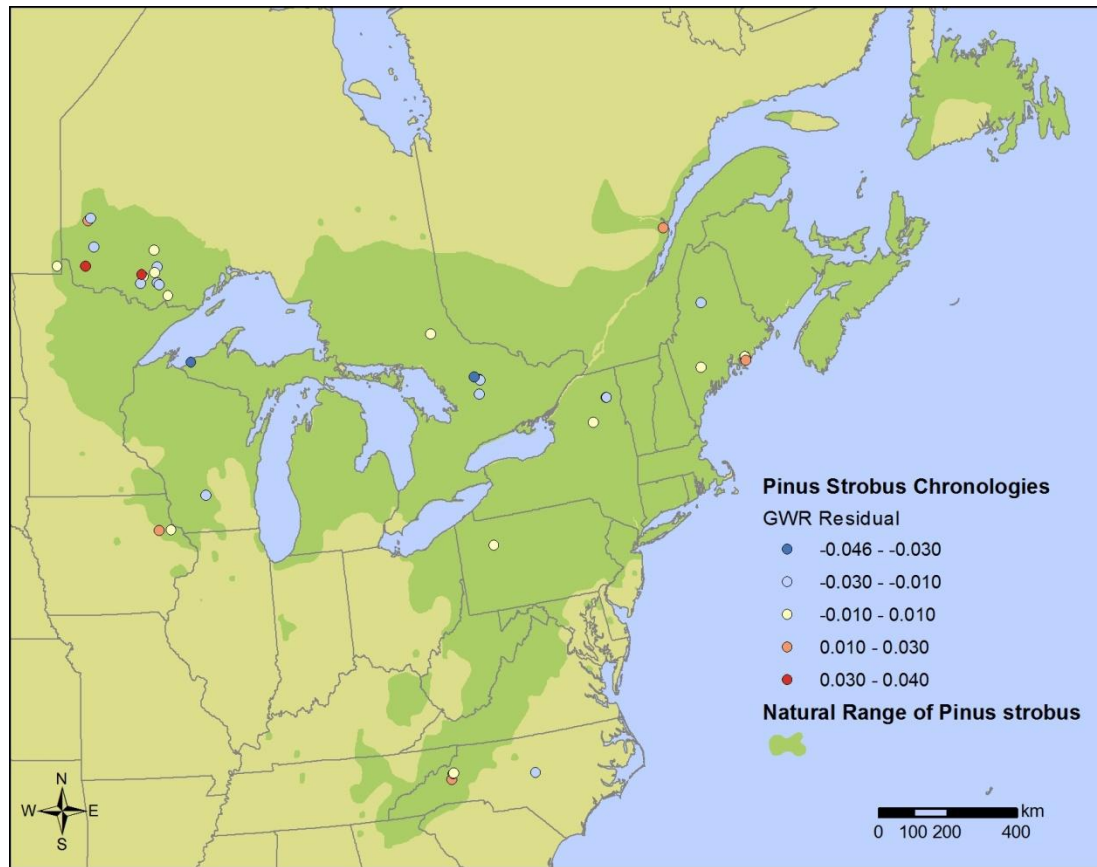 Pinus Strobus Chronologies
GWR Residual
-0.046 - -0.030
-0.030 - -0.010
-0.010 - 0.010
0.010 - 0.030
0.030 - 0.040
Natural Range of Pinus strobus
N
W E
S
km
0 100 200 400